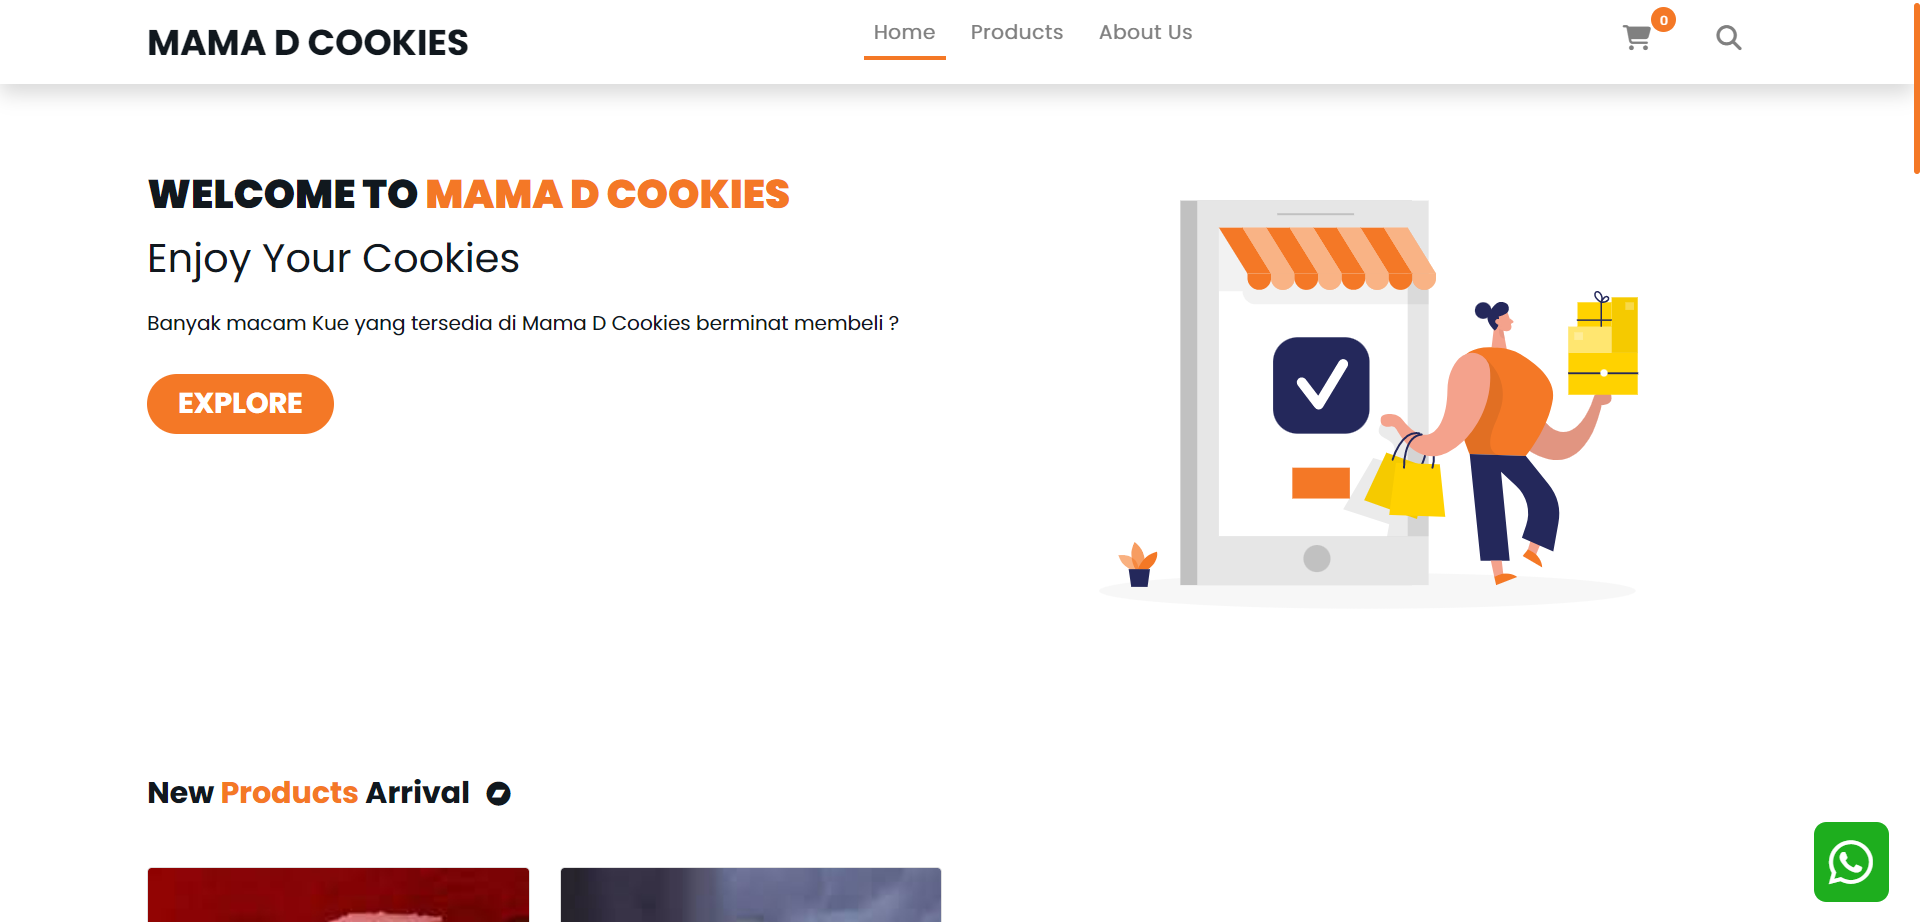 MAMA D COOKIES
Home Products About Us
0
WELCOME TO MAMA D COOKIES
Enjoy Your Cookies
Banyak macam Kue yang tersedia di Mama D Cookies berminat membeli ?
EXPLORE
New Products Arrival